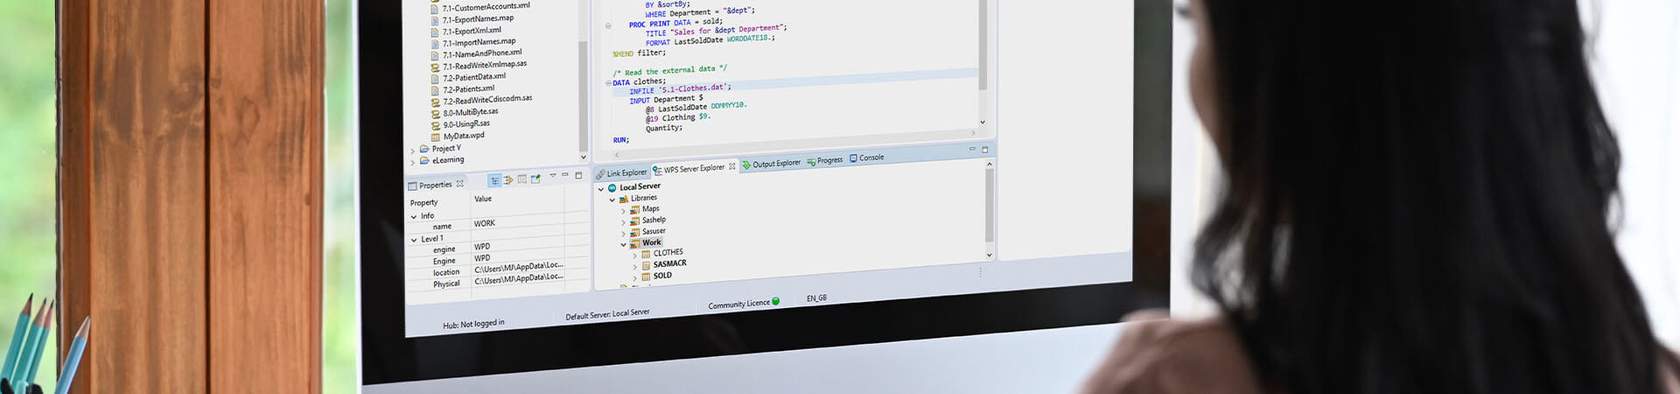 7.1-CustomerAccounts.xml
7.1-ExportNames.map
7.1-ExportXml.xml
7.1-ImportNames.map
7.1-NameAndPhone.xml
7.1-ReadWriteXmlmap.sas
7.2-PatientData.xml
7.2-Patients.xml
7.2-ReadWriteCdiscodm.sas
8.0-MultiByte.sas
9.0-UsingR.sas
MyData.wpd
Project Y
eLearning
BY &sortBy;
WHERE Department = "&dept";
PROC PRINT DATA = sold;
TITLE "Sales for &dept Department";
FORMAT LastSoldDate WORDDATE18.;
%MEND filter;
/* Read the external data */
DATA clothes;
INFILE '5.1-Clothes.dat';
INPUT Department $
@8 LastSoldDate DDMMYY10.
@19 Clothing $9.
Quantity;
RUN;
Properties
Property Value
Info
name WORK
Level 1
engine WPD
Engine WPD
location C:\Users\MJ\AppData\Loc...
Physical C:\Users\MJ\AppData\Loc...
Link Explorer WPS Server Explorer Output Explorer Progress Console
Local Server
Libraries
Maps
Sashelp
Sasuser
Work
CLOTHES
SASMACR
SOLD
Hub: Not logged in Default Server: Local Server Community Licence EN_GB